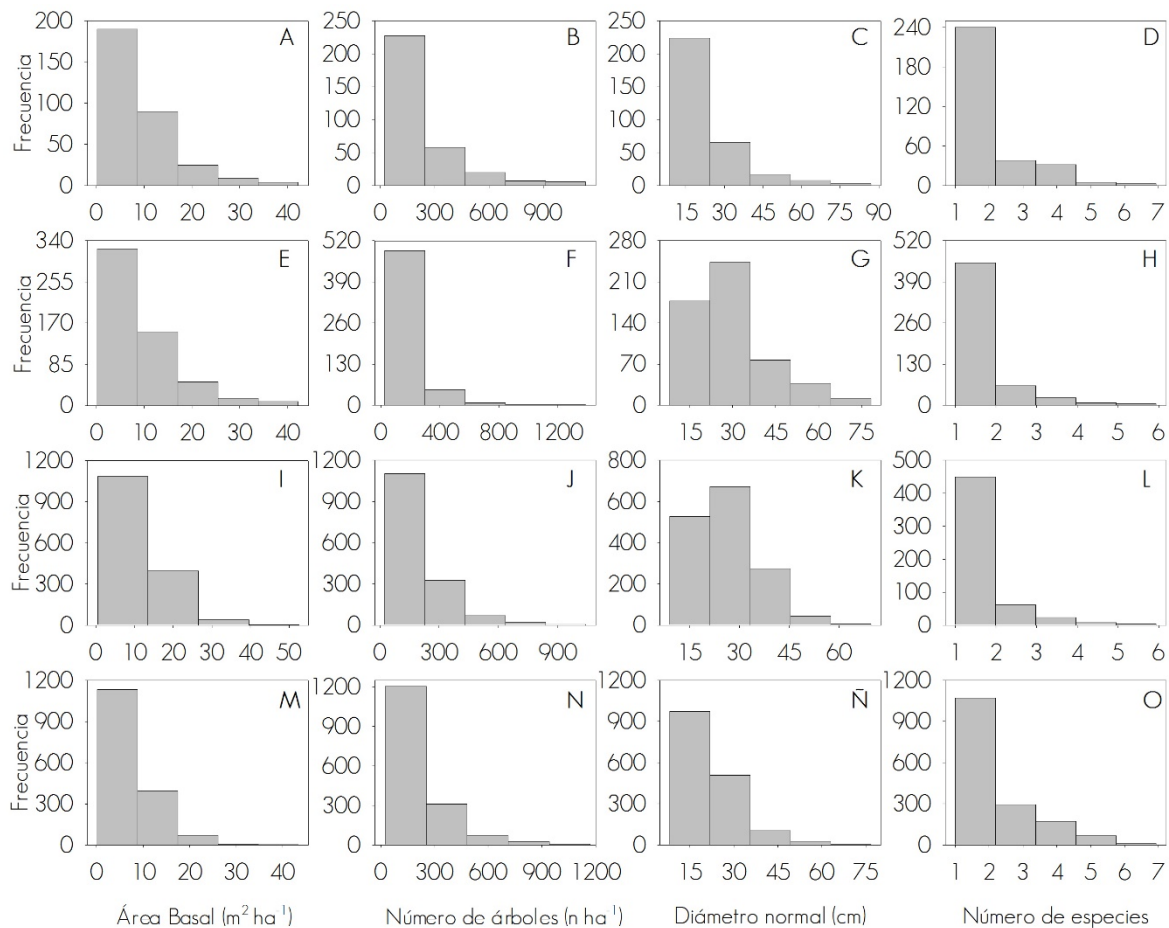 200 A 250 B 250 C 240 D
150 200 200 180
100 150 150 120
50 100 100 60
0 50 50 0
0 0
0 10 20 30 40 300 600 900 15 30 45 60 75 90 1 2 3 4 5 6 7
Frecuencia
340 E 520 F 280 G 520 H
255 390 210 390
170 260 140 260
85 130 70 130
0 0 0 0
0 10 20 30 40 400 800 1200 15 30 45 60 75 1 2 3 4 5 6
Frecuencia
1200 I 1200 J 800 K 500 L
900 900 600 400
600 600 400 300
300 300 200 200
0 0 0 100
0
0 10 20 30 40 50 300 600 900 15 30 45 60 1 2 3 4 5 6
Frecuencia
1200 M 1200 N 1200 Ñ 1200 O
900 900 900 900
600 600 600 600
300 300 300 300
0 0 0 0
0 10 20 30 40 300 600 900 1200 15 30 45 60 75 1 2 3 4 5 6 7
Frecuencia
Área Basal (m² ha⁻¹) Número de árboles (n ha⁻¹) Diámetro normal (cm) Número de especies